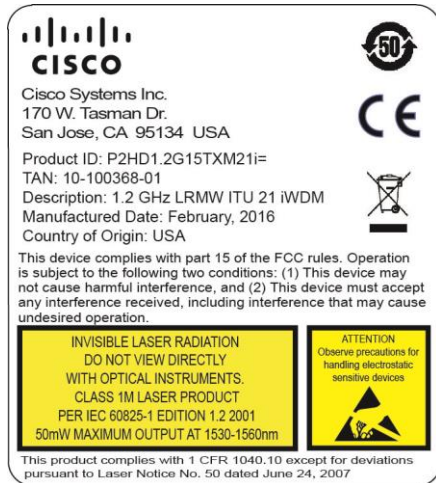 CISCO
50
Cisco Systems Inc.
170 W. Tasman Dr.
San Jose, CA 95134 USA
CE
Product ID: P2HD1.2G15TXM21i=
TAN: 10-100368-01
Description: 1.2 GHz LRMW ITU 21 iWDM
Manufactured Date: February, 2016
Country of Origin: USA
This device complies with part 15 of the FCC rules. Operation
is subject to the following two conditions: (1) This device may
not cause harmful interference, and (2) This device must accept
any interference received, including interference that may cause
undesired operation.
INVISIBLE LASER RADIATION
DO NOT VIEW DIRECTLY
WITH OPTICAL INSTRUMENTS.
CLASS 1M LASER PRODUCT
PER IEC 60825-1 EDITION 1.2 2001
50mW MAXIMUM OUTPUT AT 1530-1560nm
ATTENTION
Observe precautions for
handling electrostatic
sensitive devices
This product complies with 1 CFR 1040.10 except for deviations
pursuant to Laser Notice No. 50 dated June 24, 2007